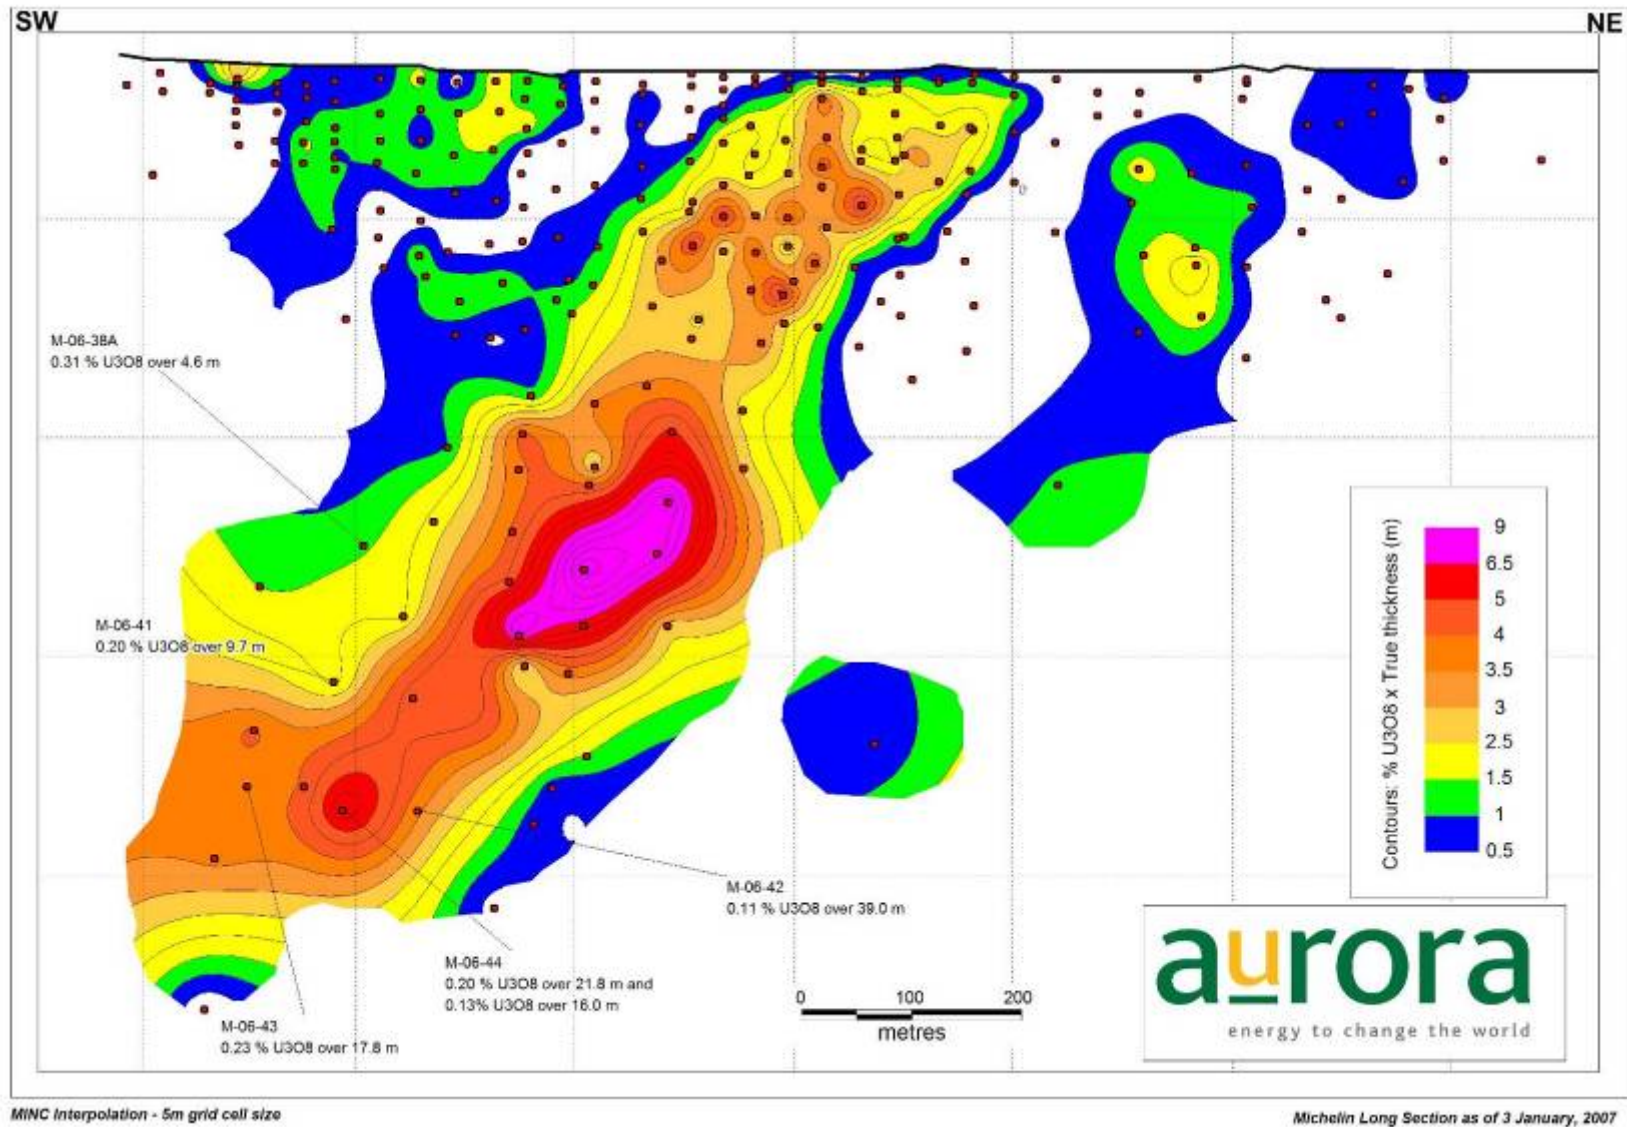 SW
NE
M-06-38A
0.31 % U3O8 over 4.6 m
M-06-41
0.20 % U3O8 over 9.7 m
Contours: % U3O8 x True thickness (m)
9
6.5
5
4
3.5
3
2.5
1.5
1
0.5
M-06-42
0.11 % U3O8 over 39.0 m
M-06-44
0.20 % U3O8 over 21.8 m and
0.13% U3O8 over 16.0 m
M-06-43
0.23 % U3O8 over 17.8 m
0 100 200
metres
aurora
energy to change the world
MINC Interpolation - 5m grid cell size
Michelin Long Section as of 3 January, 2007